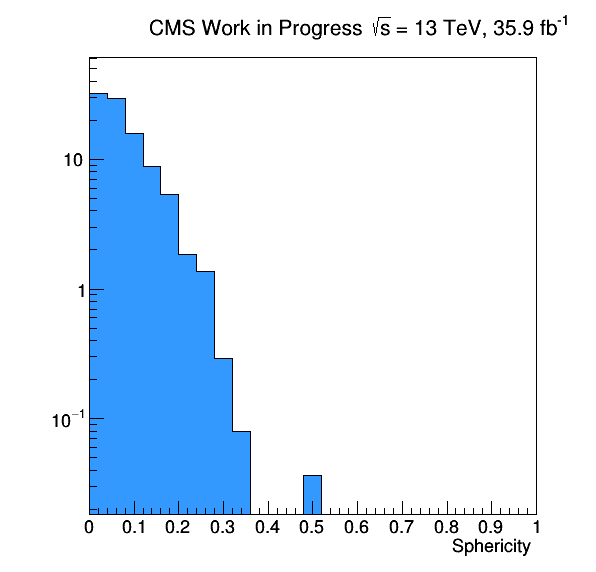 CMS Work in Progress √s = 13 TeV, 35.9 fb⁻¹
10
1
10⁻¹
0 0.1 0.2 0.3 0.4 0.5 0.6 0.7 0.8 0.9 1
Sphericity